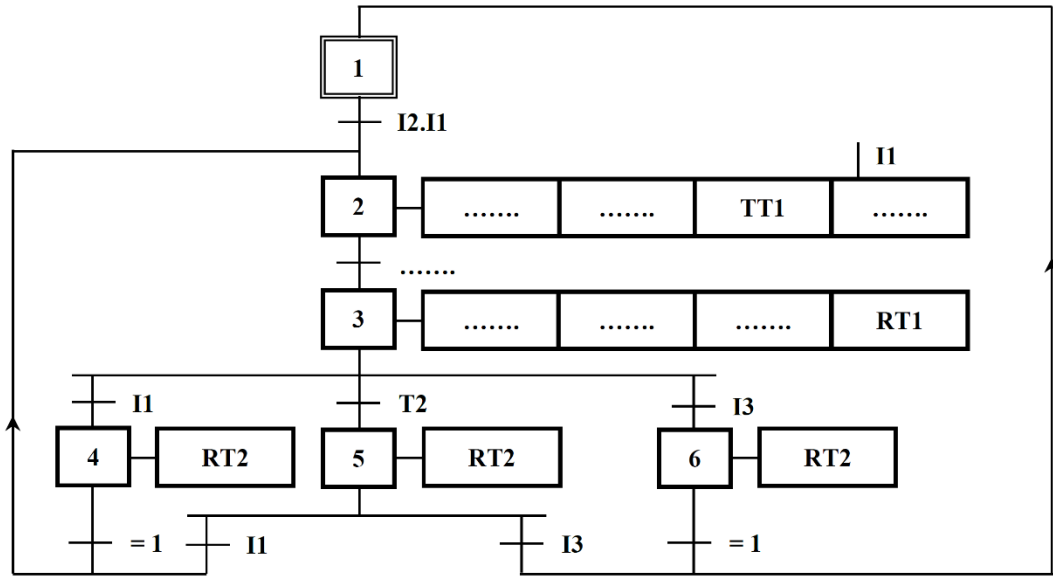 1
I2.I1
I1
2 ....... ....... TT1 .......
.......
3 ....... ....... ....... RT1
I1 T2 I3
4 RT2 5 RT2 6 RT2
= 1 I1 I3 = 1